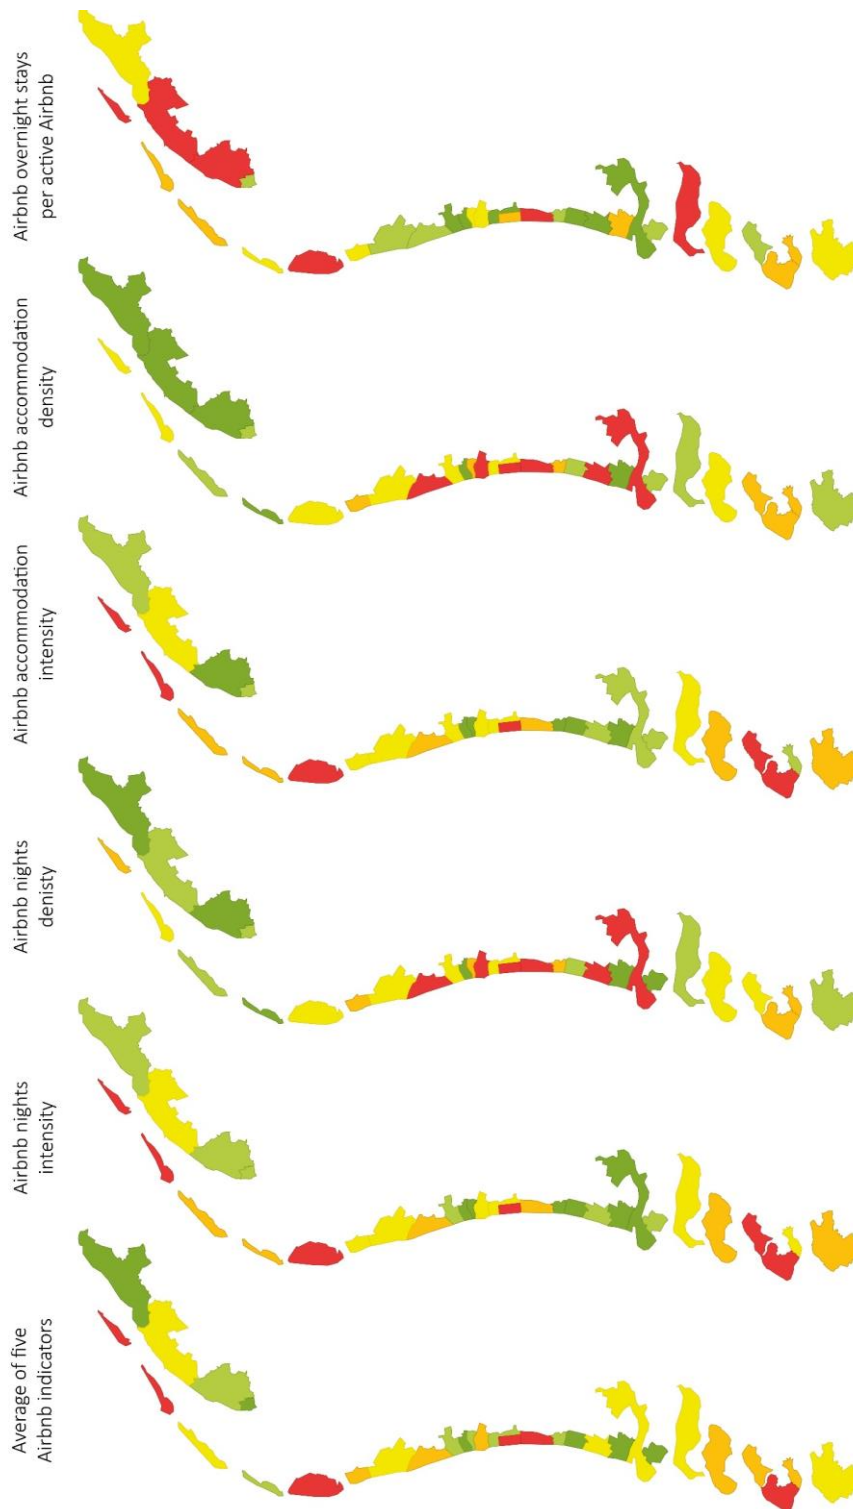 Airbnb overnight stays
per active Airbnb
Airbnb accommodation
density
Airbnb accommodation
intensity
Airbnb nights
denisty
Airbnb nights
intensity
Average of five
Airbnb indicators